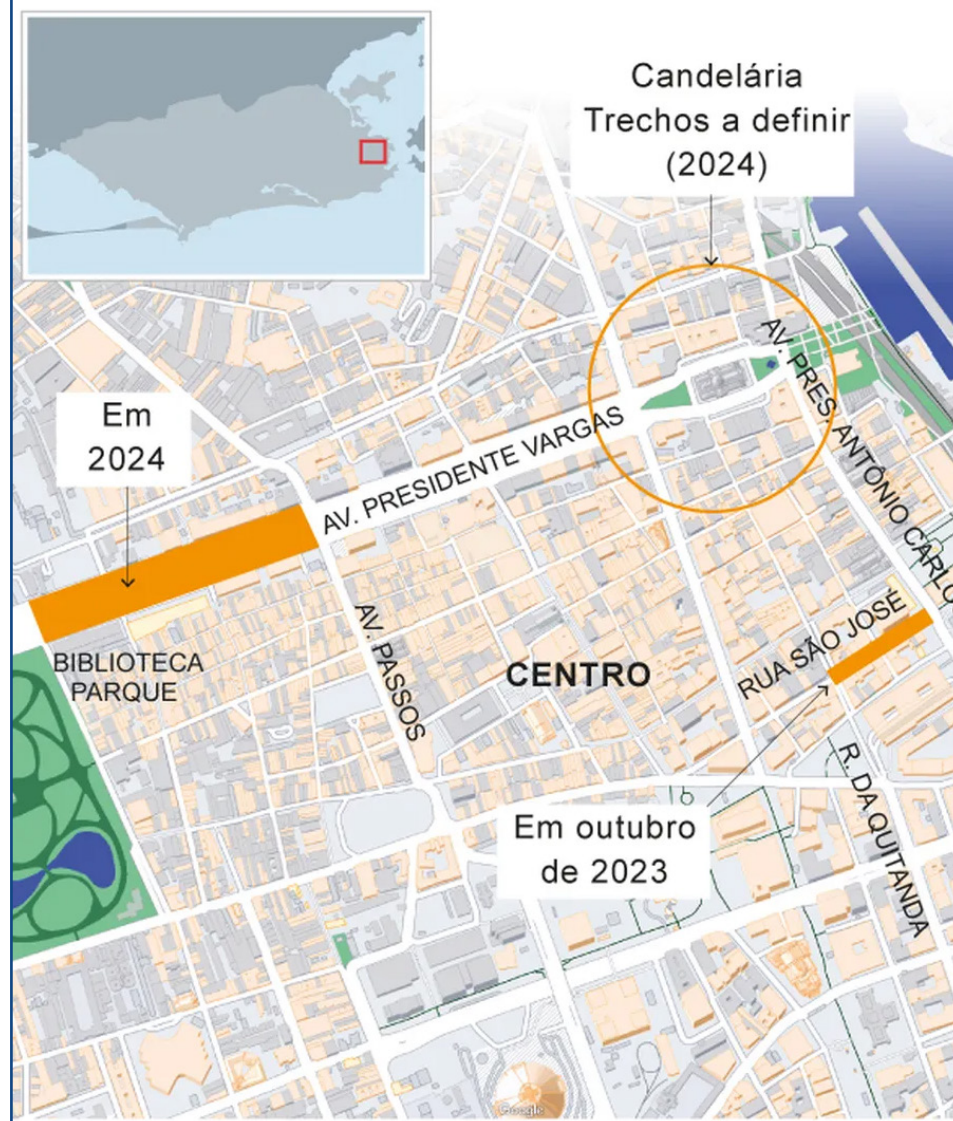 Candelária
Trechos a definir
(2024)
Em
2024
AV. PRESIDENTE VARGAS
AV. PRES. ANTÔNIO CARLO
BIBLIOTECA
PARQUE
AV. PASSOS
CENTRO
RUA SÃO JOSÉ
Em outubro
de 2023
R. DA QUITANDA
Google